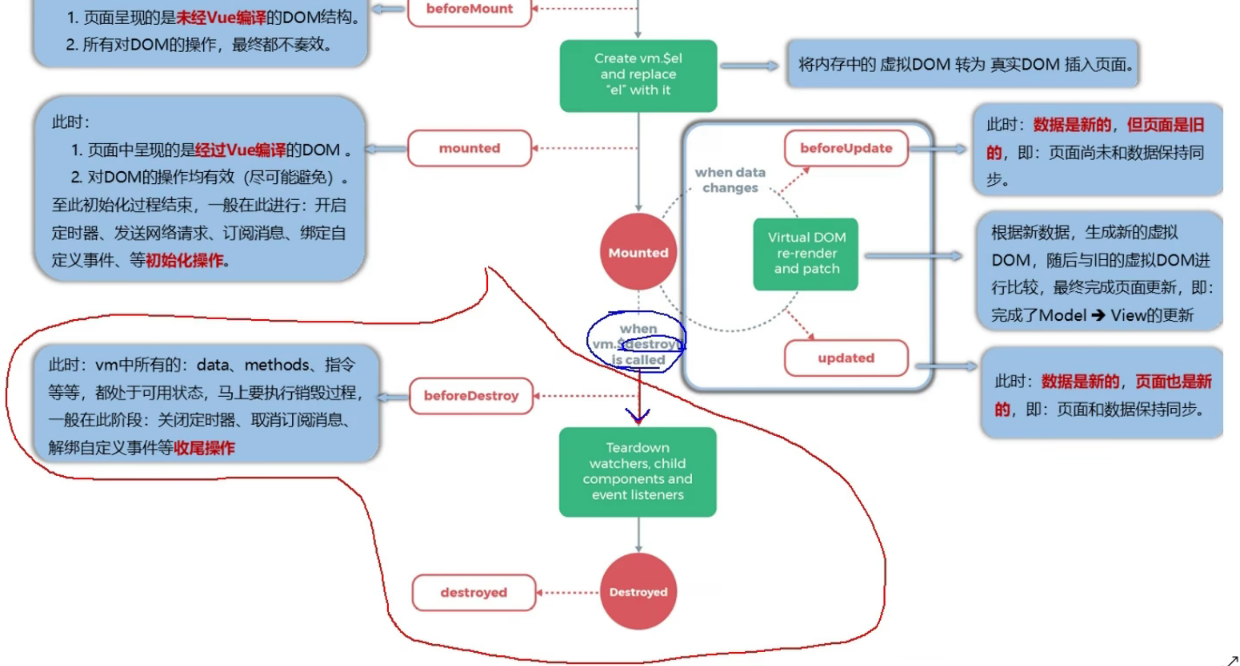 1. 页面呈现的是未经Vue编译的DOM结构。
2. 所有对DOM的操作，最终都不奏效。
beforeMount
Create vm.$el
and replace
"el" with it
将内存中的 虚拟DOM 转为 真实DOM 插入页面。
此时：
1. 页面中呈现的是经过Vue编译的DOM 。
2. 对DOM的操作均有效（尽可能避免）。
至此初始化过程结束，一般在此进行：开启
定时器、发送网络请求、订阅消息、绑定自
定义事件、等初始化操作。
mounted
Mounted
when data
changes
beforeUpdate
此时：数据是新的，但页面是旧
的，即：页面尚未和数据保持同
步。
Virtual DOM
re-render
and patch
根据新数据，生成新的虚拟
DOM，随后与旧的虚拟DOM进
行比较，最终完成页面更新，即：
完成了Model ➔ View的更新
updated
此时：数据是新的，页面也是新
的，即：页面和数据保持同步。
when
vm.$destroy
is called
此时：vm中所有的：data、methods、指令
等等，都处于可用状态，马上要执行销毁过程，
一般在此阶段：关闭定时器、取消订阅消息、
解绑自定义事件等收尾操作
beforeDestroy
Teardown
watchers, child
components and
event listeners
destroyed
Destroyed